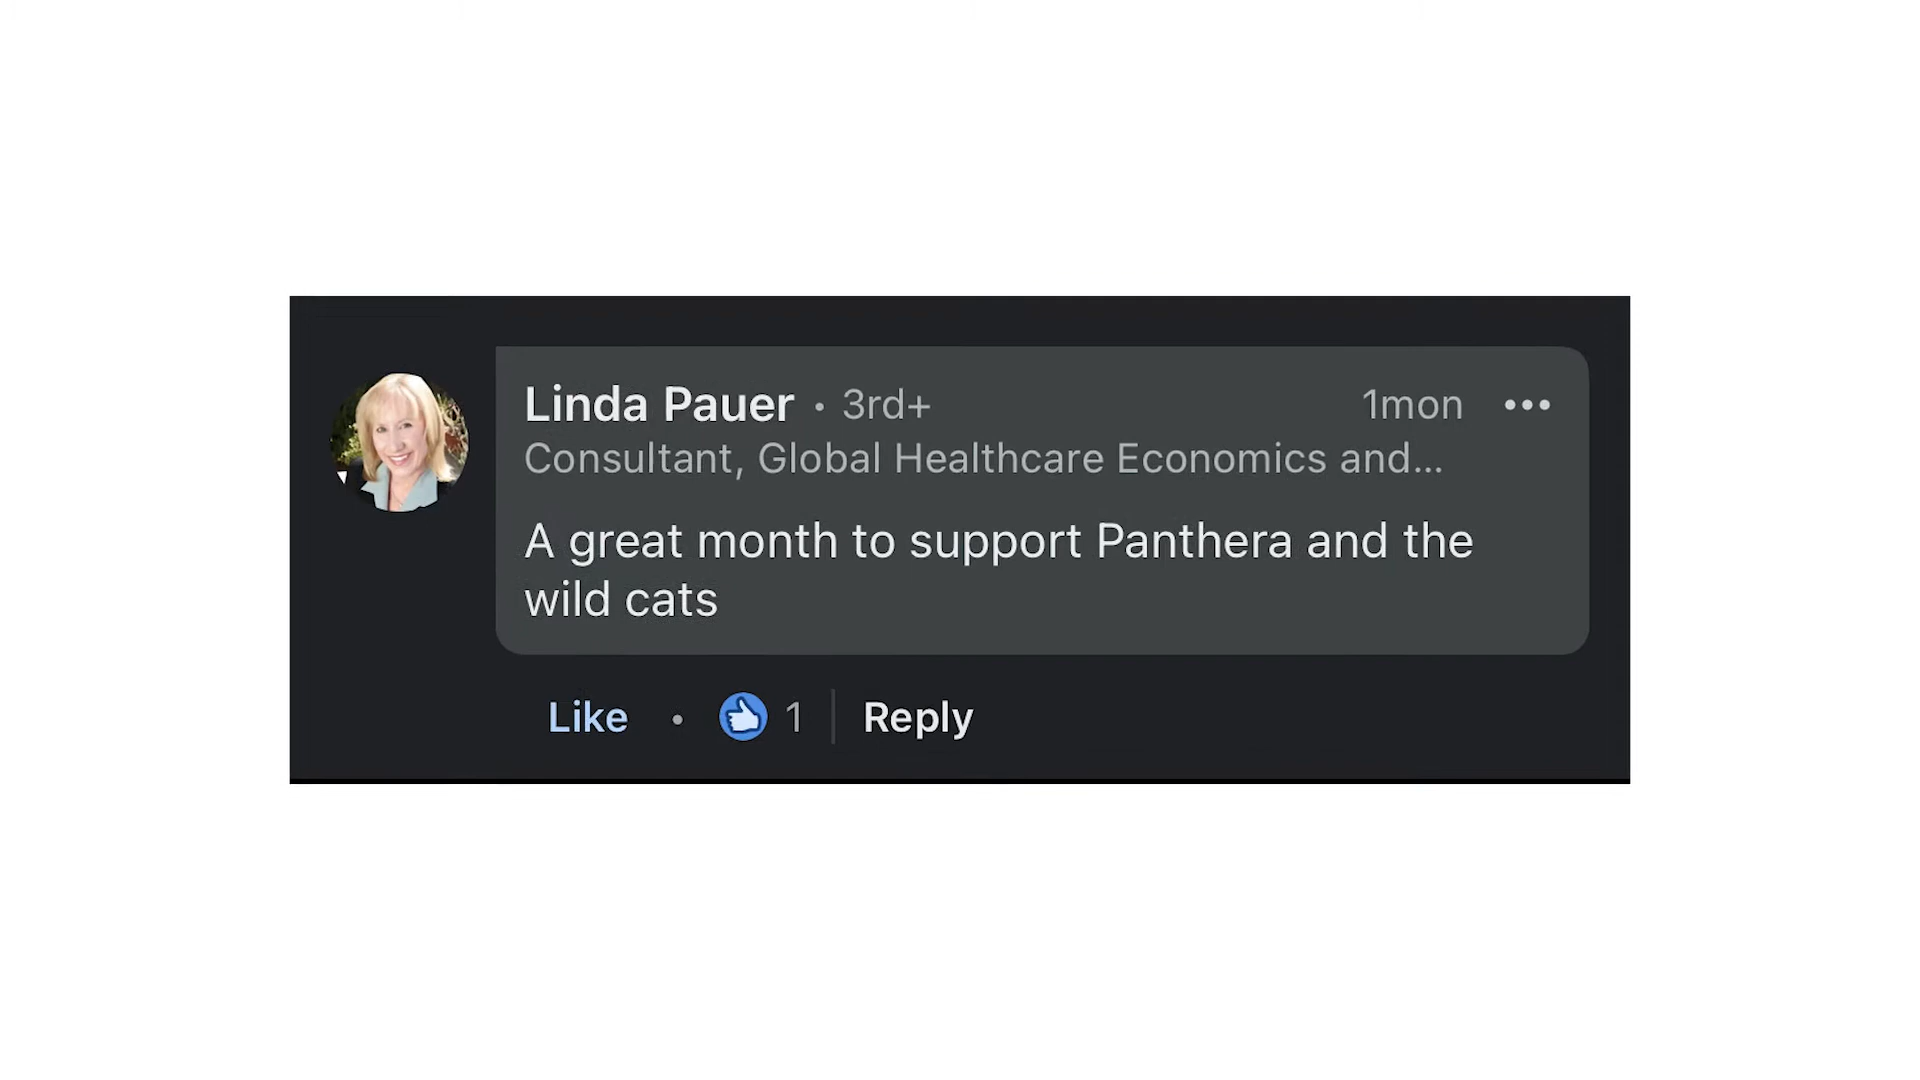 Linda Pauer · 3rd+ 1mon •••
Consultant, Global Healthcare Economics and...
A great month to support Panthera and the
wild cats
Like • 1 Reply